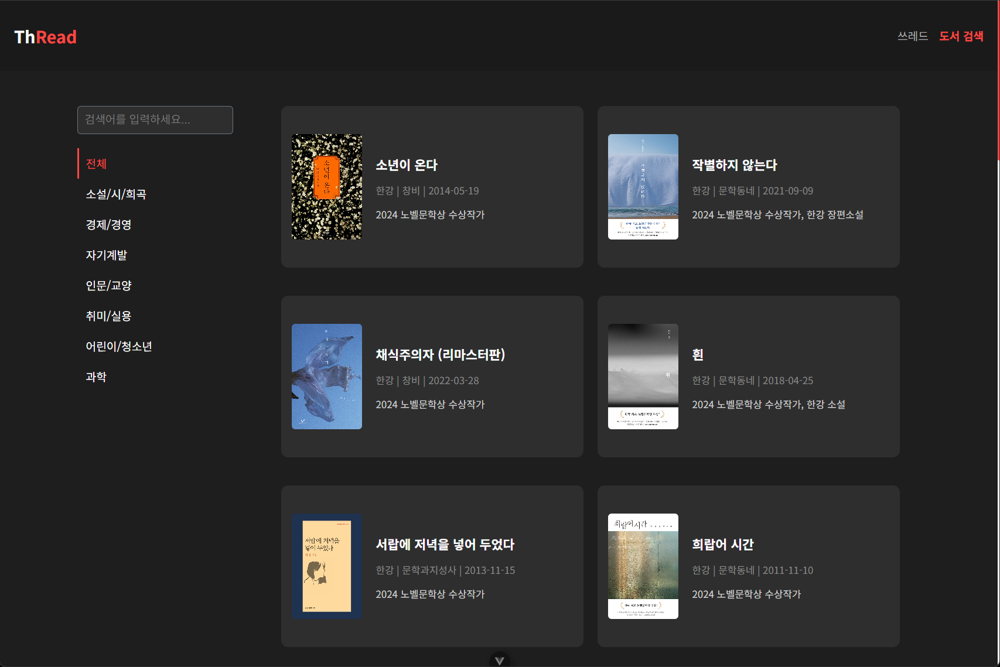 ThRead
쓰레드
도서 검색
검색어를 입력하세요...
전체
소설/시/희곡
경제/경영
자기계발
인문/교양
취미/실용
어린이/청소년
과학
소년이 온다
소년이 온다
한강 | 창비 | 2014-05-19
2024 노벨문학상 수상작가
작별하지 않는다
작별하지 않는다
한강 | 문학동네 | 2021-09-09
2024 노벨문학상 수상작가, 한강 장편소설
채식주의자 (리마스터판)
한강 | 창비 | 2022-03-28
2024 노벨문학상 수상작가
흰
흰
한강 | 문학동네 | 2018-04-25
2024 노벨문학상 수상작가, 한강 소설
서랍에 저녁을
넣어 두었다
서랍에 저녁을 넣어 두었다
한강 | 문학과지성사 | 2013-11-15
2024 노벨문학상 수상작가
희랍어 시간
희랍어 시간
한강 | 문학동네 | 2011-11-10
2024 노벨문학상 수상작가